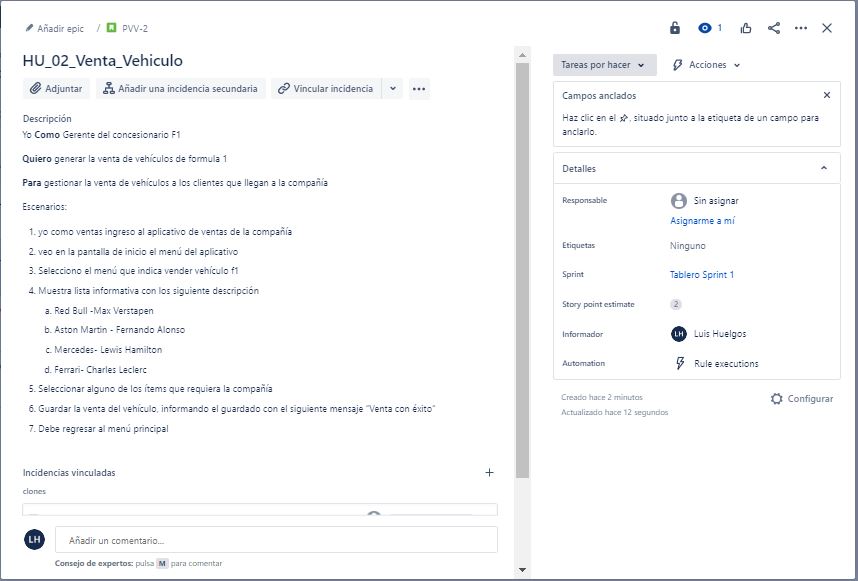 Añadir epic / PVV-2
1
HU_02_Venta_Vehiculo
Adjuntar
Añadir una incidencia secundaria
Vincular incidencia
Descripción
Yo Como Gerente del concesionario F1
Quiero generar la venta de vehículos de formula 1
Para gestionar la venta de vehículos a los clientes que llegan a la compañía
Escenarios:
1. yo como ventas ingreso al aplicativo de ventas de la compañía
2. veo en la pantalla de inicio el menú del aplicativo
3. Selecciono el menú que indica vender vehículo f1
4. Muestra lista informativa con los siguiente descripción
a. Red Bull -Max Verstapen
b. Aston Martin - Fernando Alonso
c. Mercedes- Lewis Hamilton
d. Ferrari- Charles Leclerc
5. Seleccionar alguno de los ítems que requiera la compañía
6. Guardar la venta del vehículo, informando el guardado con el siguiente mensaje "Venta con éxito"
7. Debe regresar al menú principal
Incidencias vinculadas
clones
LH
Añadir un comentario...
Consejo de expertos: pulsa M para comentar
Tareas por hacer
Acciones
Campos anclados
Haz clic en el , situado junto a la etiqueta de un campo para
anclarlo.
Detalles
Responsable
Sin asignar
Asignarme a mí
Etiquetas
Ninguno
Sprint
Tablero Sprint 1
Story point estimate
2
Informador
LH Luis Huelgos
Automation
Rule executions
Creado hace 2 minutos
Actualizado hace 12 segundos
Configurar